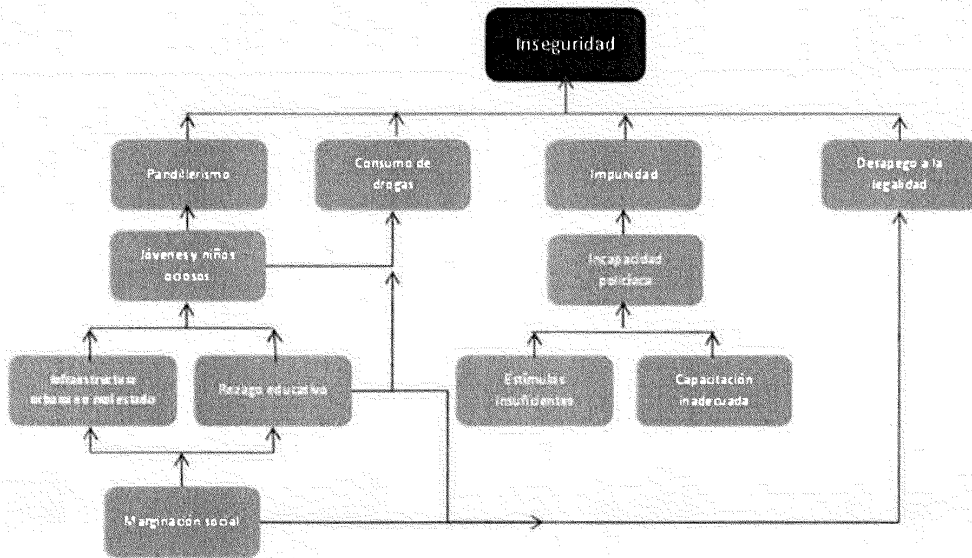 Inseguridad
Pandillerismo
Consumo de
drogas
Impunidad
Desapego a la
legalidad
Jóvenes y niños
ociosos
Incapacidad
policiaca
Infraestructura
urbana en mal estado
Rezago educativo
Estímulos
insuficientes
Capacitación
inadecuada
Marginación social